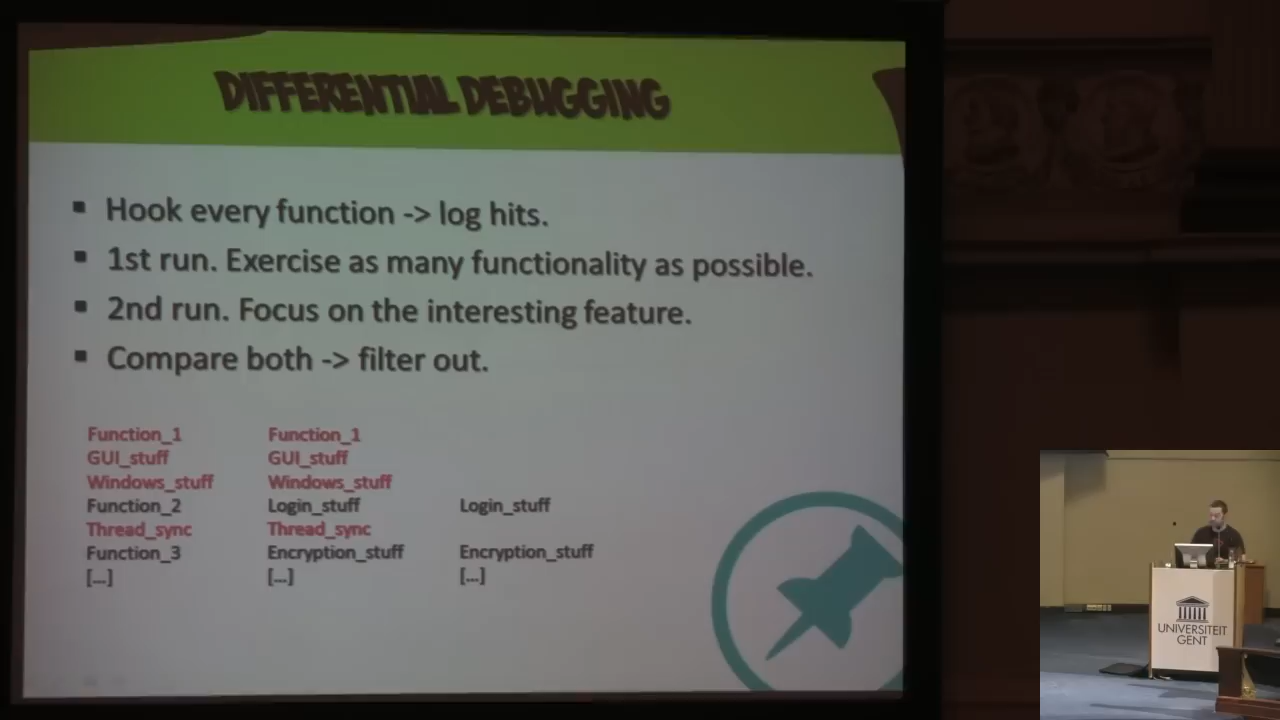 DIFFERENTIAL DEBUGGING
Hook every function -> log hits.
1st run. Exercise as many functionality as possible.
2nd run. Focus on the interesting feature.
Compare both -> filter out.
Function_1 Function_1
GUI_stuff GUI_stuff
Windows_stuff Windows_stuff
Function_2 Login_stuff Login_stuff
Thread_sync Thread_sync
Function_3 Encryption_stuff Encryption_stuff
[...] [...] [...]
UNIVERSITEIT
GENT